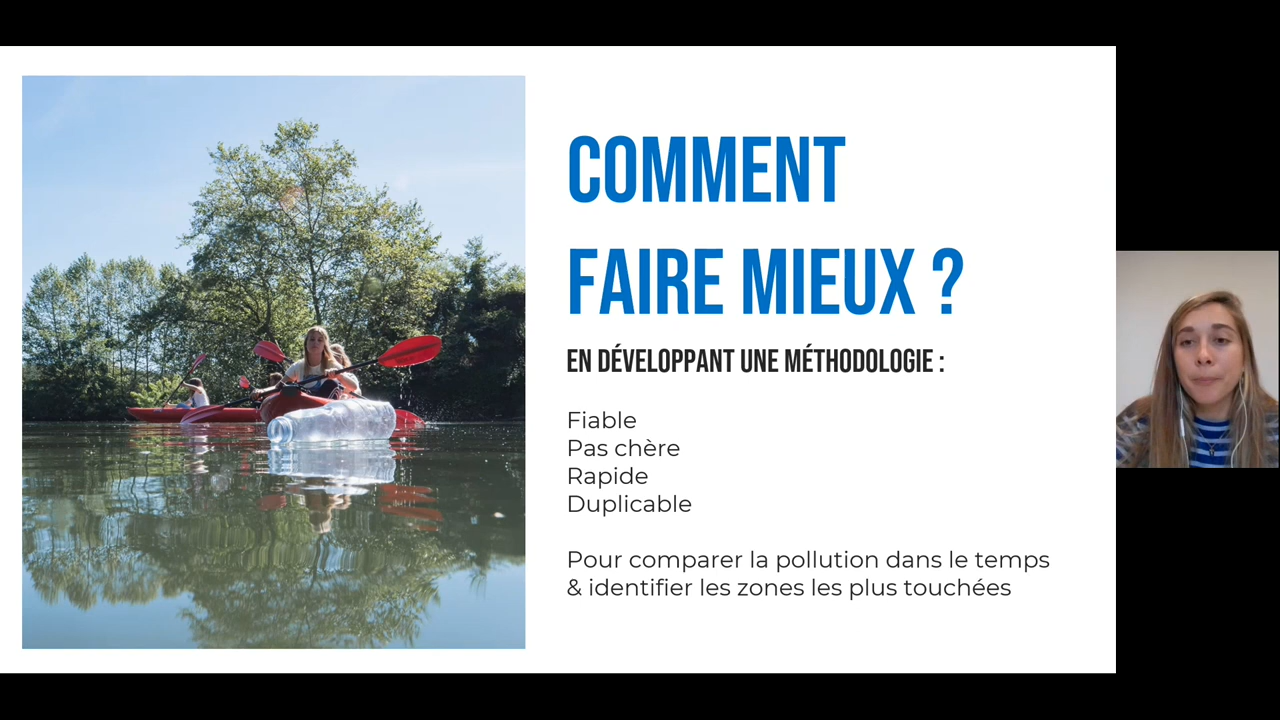 COMMENT
FAIRE MIEUX ?
EN DÉVELOPPANT UNE MÉTHODOLOGIE :
Fiable
Pas chère
Rapide
Duplicable
Pour comparer la pollution dans le temps
& identifier les zones les plus touchées